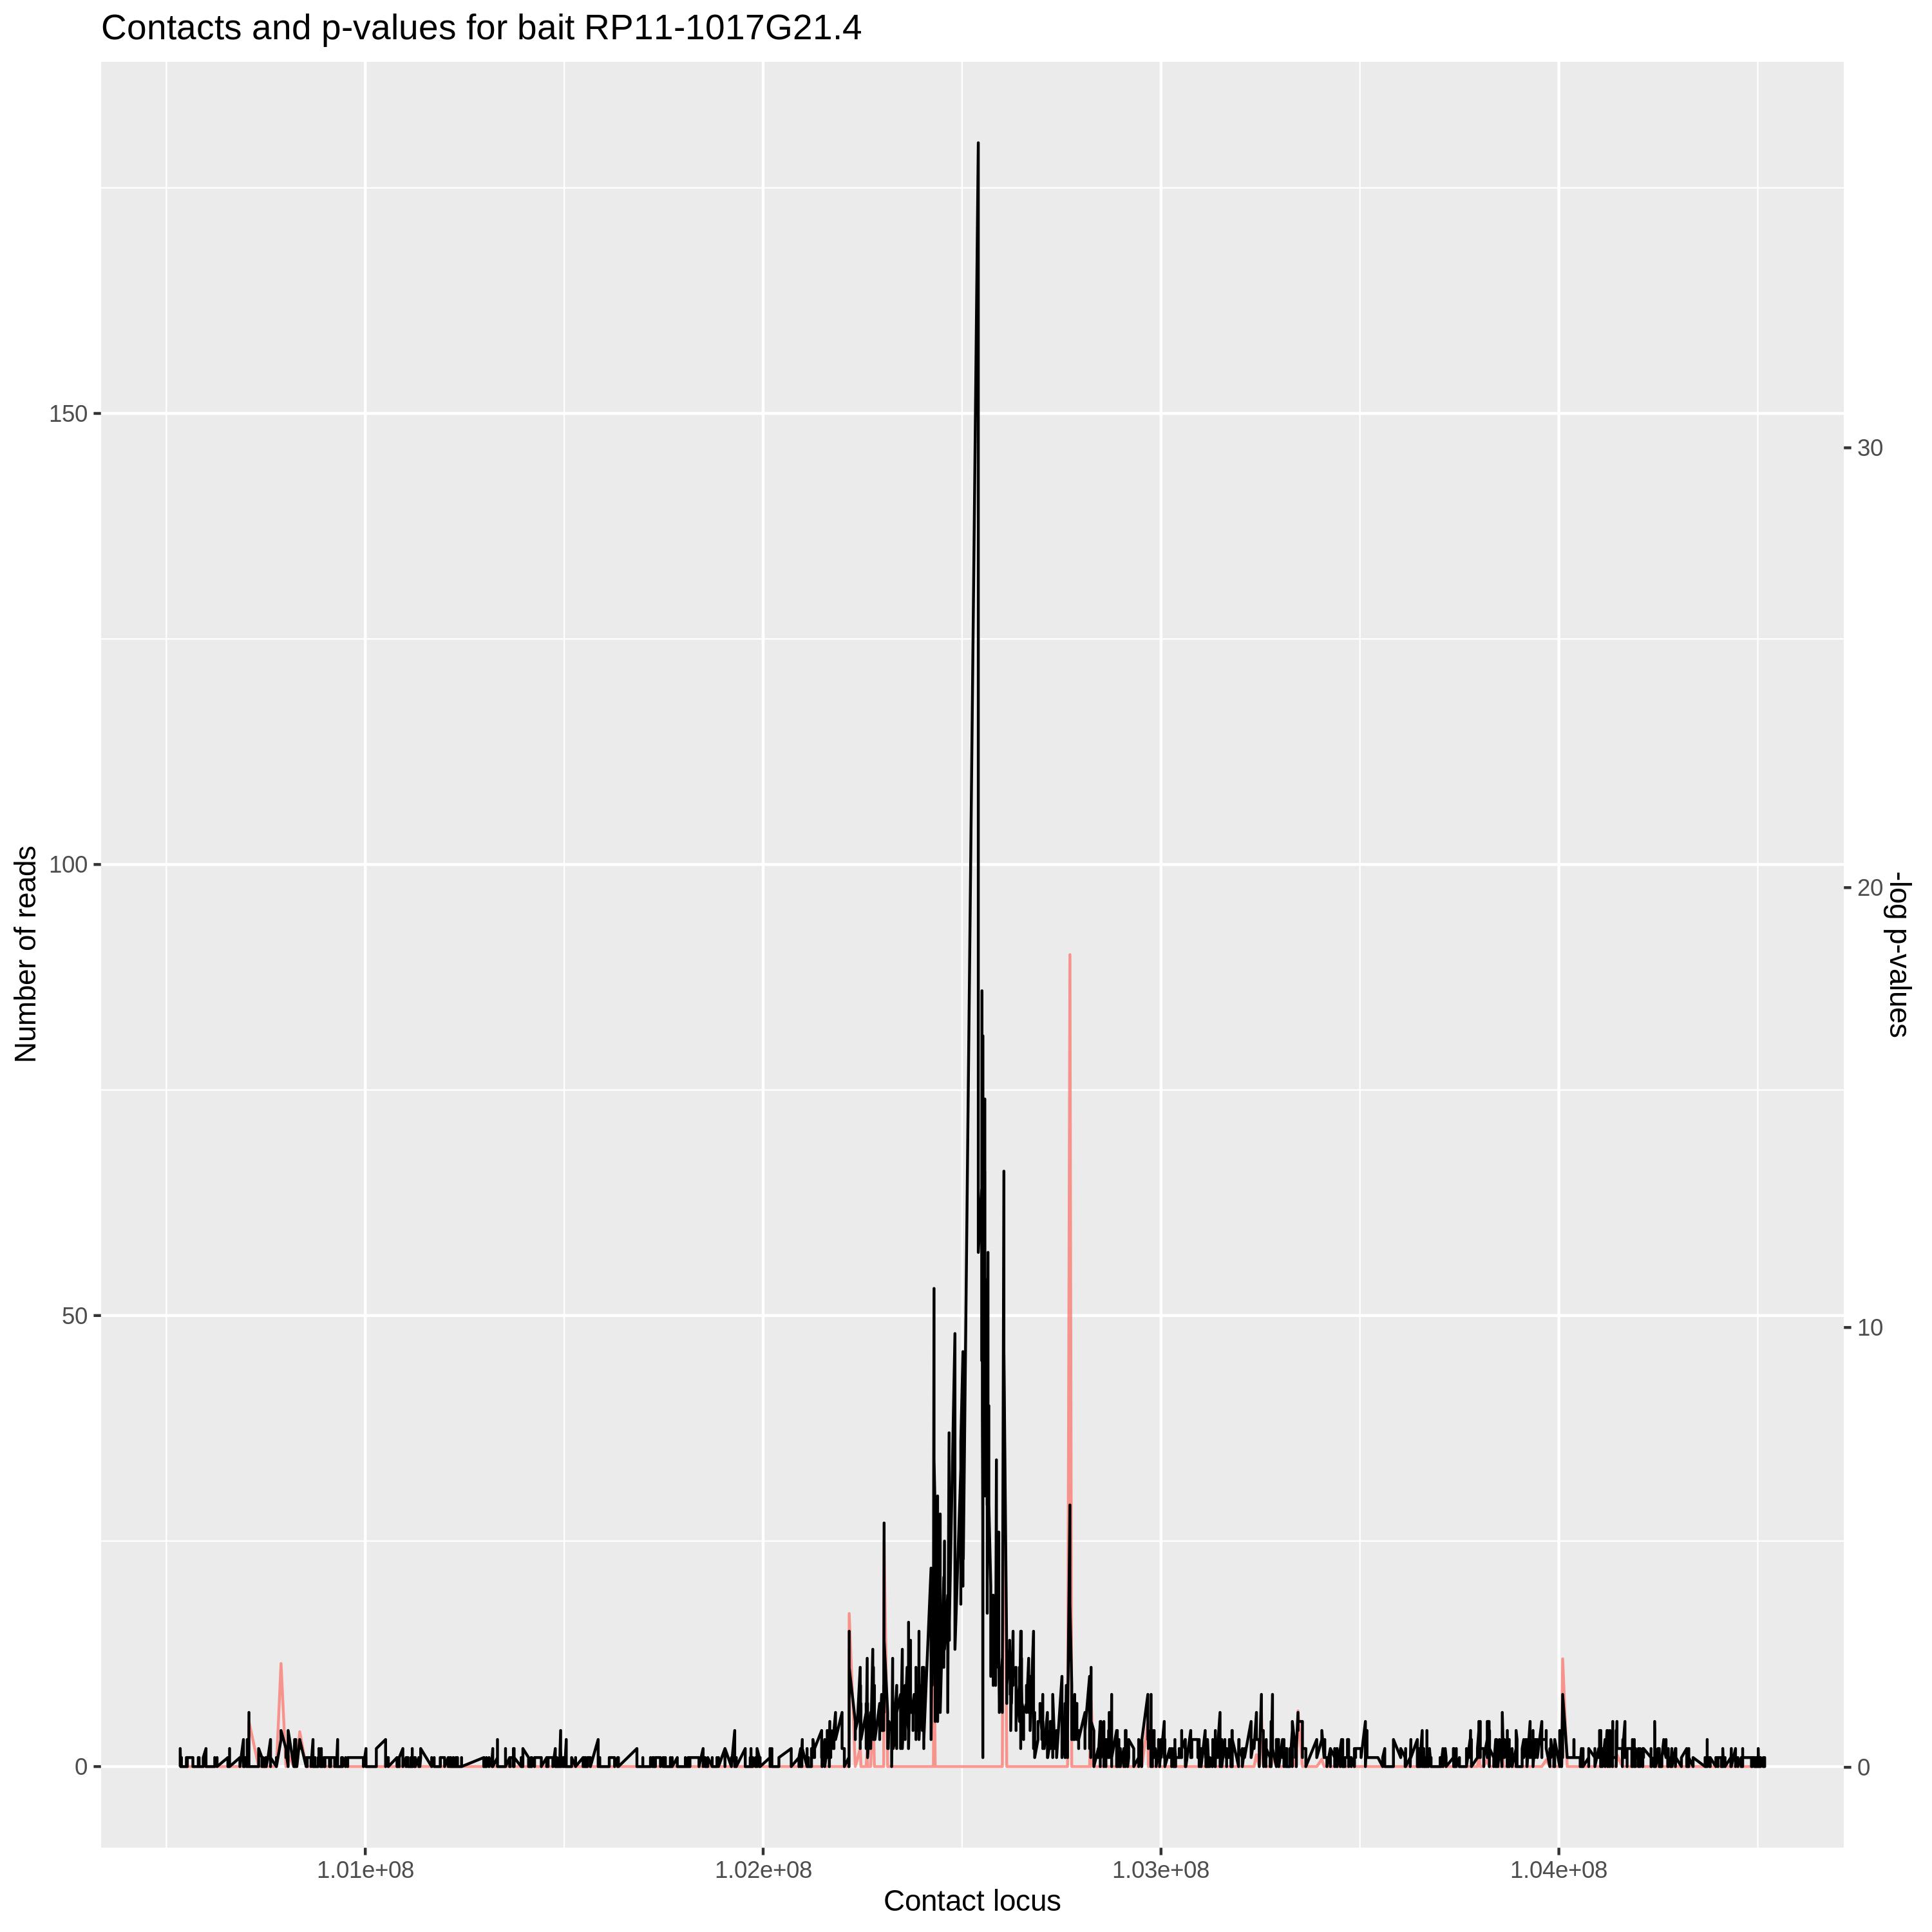 Contacts and p-values for bait RP11-1017G21.4
Number of reads
150
100
50
0
30
20
10
0
-log p-values
1.01e+08
1.02e+08
1.03e+08
1.04e+08
Contact locus